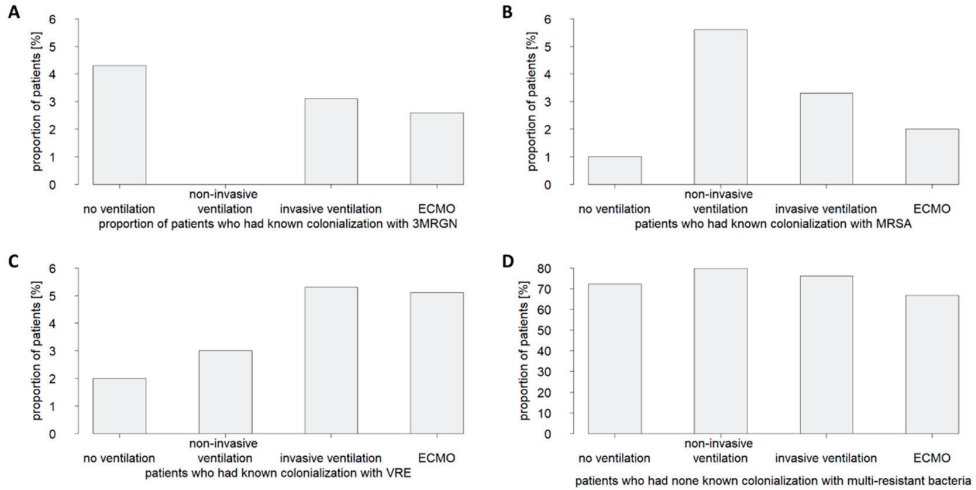 A
proportion of patients [%]
6
5
4
3
2
1
0
no ventilation
non-invasive
ventilation
invasive ventilation
ECMO
proportion of patients who had known colonialization with 3MRGN
B
proportion of patients [%]
6
5
4
3
2
1
0
no ventilation
non-invasive
ventilation
invasive ventilation
ECMO
patients who had known colonialization with MRSA
C
proportion of patients [%]
6
5
4
3
2
1
0
no ventilation
non-invasive
ventilation
invasive ventilation
ECMO
patients who had known colonialization with VRE
D
proportion of patients [%]
80
70
60
50
40
30
20
10
0
no ventilation
non-invasive
ventilation
invasive ventilation
ECMO
patients who had none known colonialization with multi-resistant bacteria